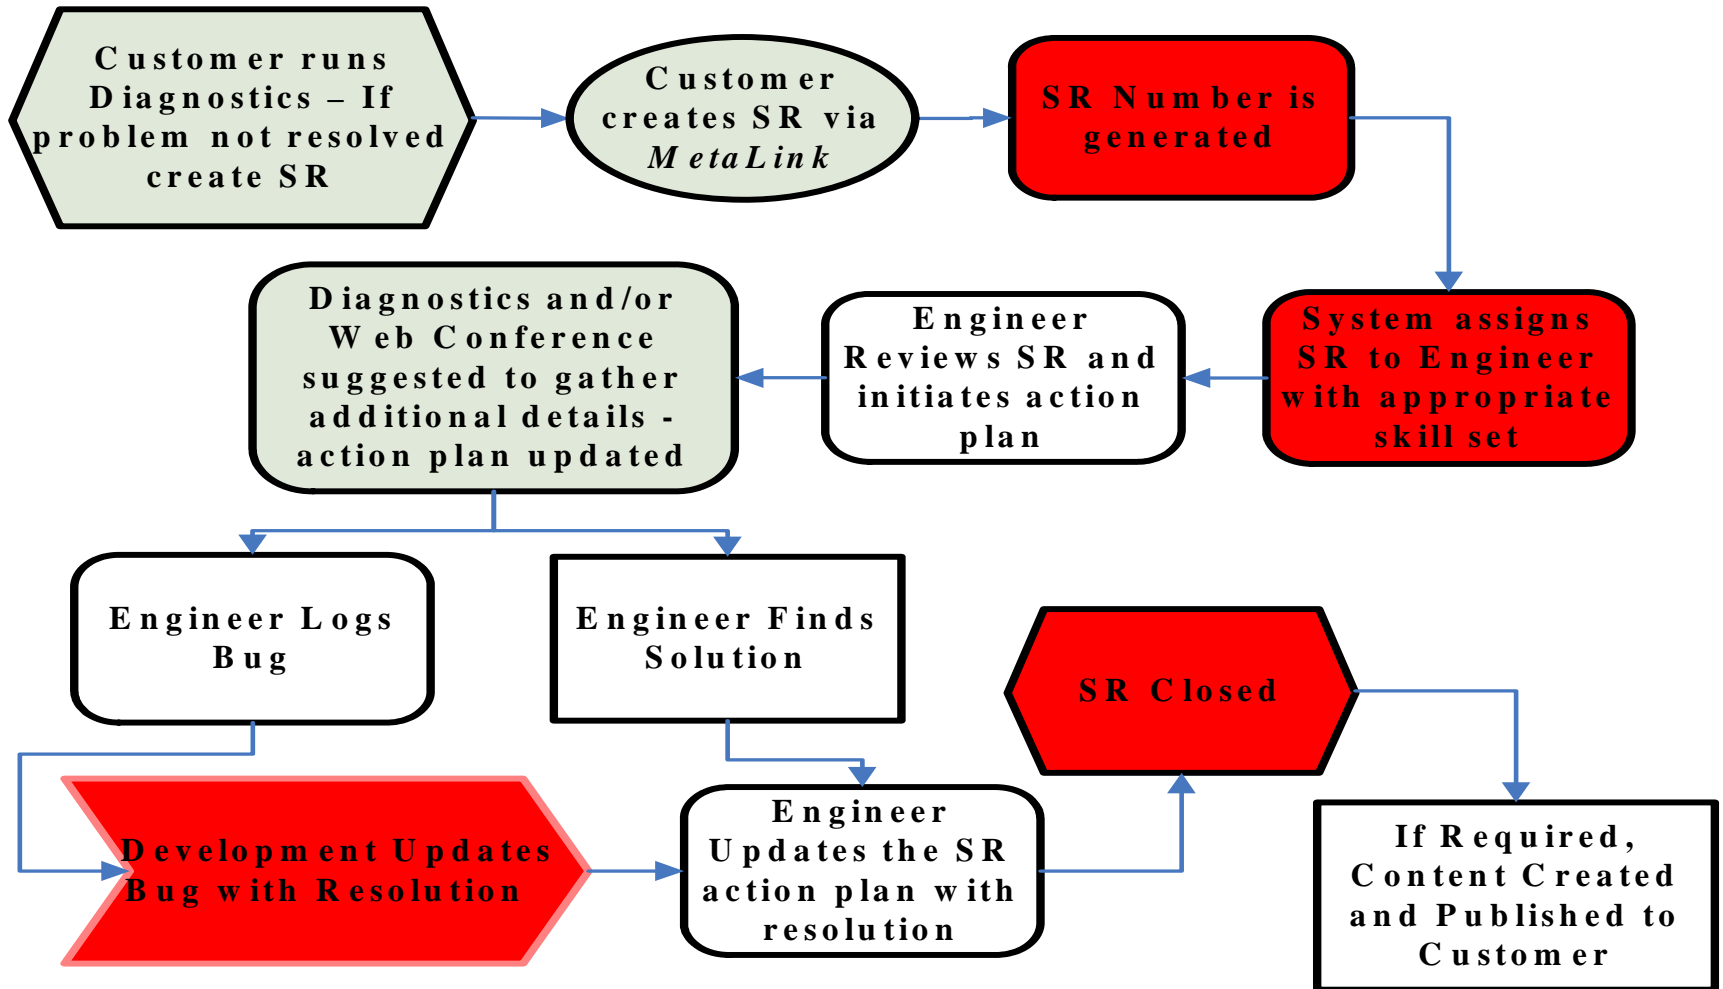 Customer runs
Diagnostics – If
problem not resolved
create SR
Customer
creates SR via
MetaLink
SR Number is
generated
System assigns
SR to Engineer
with appropriate
skill set
Engineer
Reviews SR and
initiates action
plan
Diagnostics and/or
Web Conference
suggested to gather
additional details -
action plan updated
Engineer Logs
Bug
Engineer Finds
Solution
Development Updates
Bug with Resolution
Engineer
Updates the SR
action plan with
resolution
SR Closed
If Required,
Content Created
and Published to
Customer